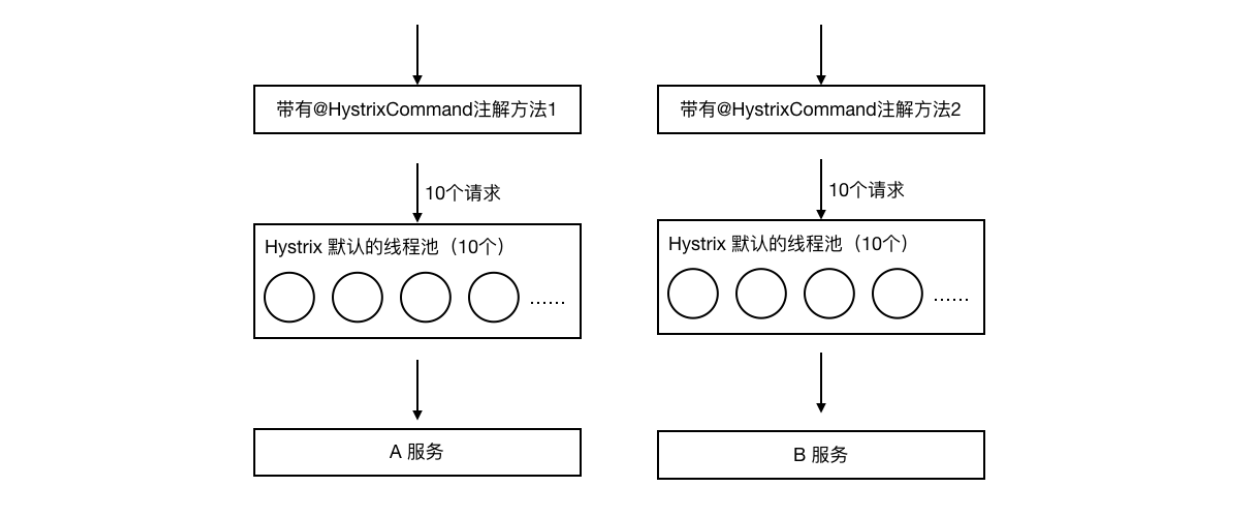 带有@HystrixCommand注解方法1
10个请求
Hystrix 默认的线程池（10个）
......
A 服务
带有@HystrixCommand注解方法2
10个请求
Hystrix 默认的线程池（10个）
......
B 服务